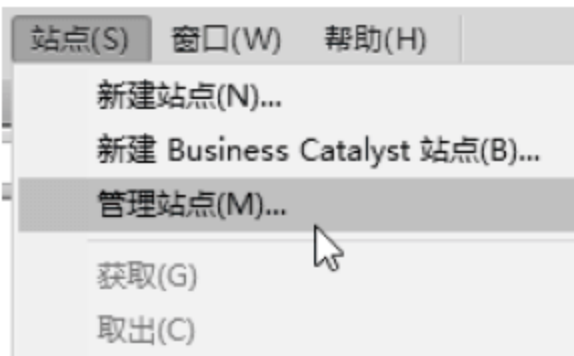 站点(S) 窗口(W) 帮助(H)
新建站点(N)...
新建 Business Catalyst 站点(B)...
管理站点(M)...
获取(G)
取出(C)